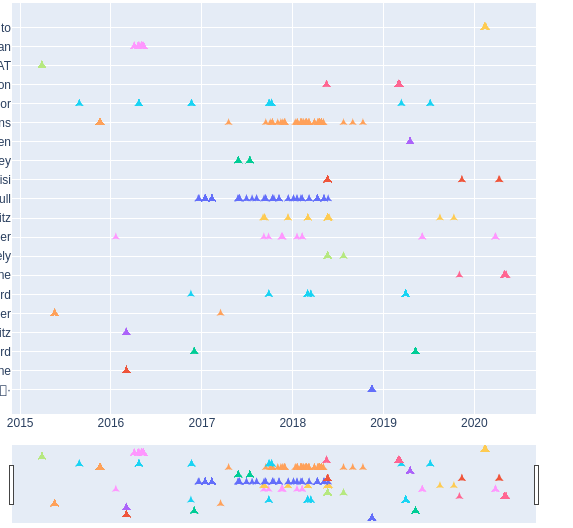 to
an
AT
on
or
ns
en
ey
isi
ull
itz
er
ely
ne
rd
er
itz
rd
ne
2015 2016 2017 2018 2019 2020